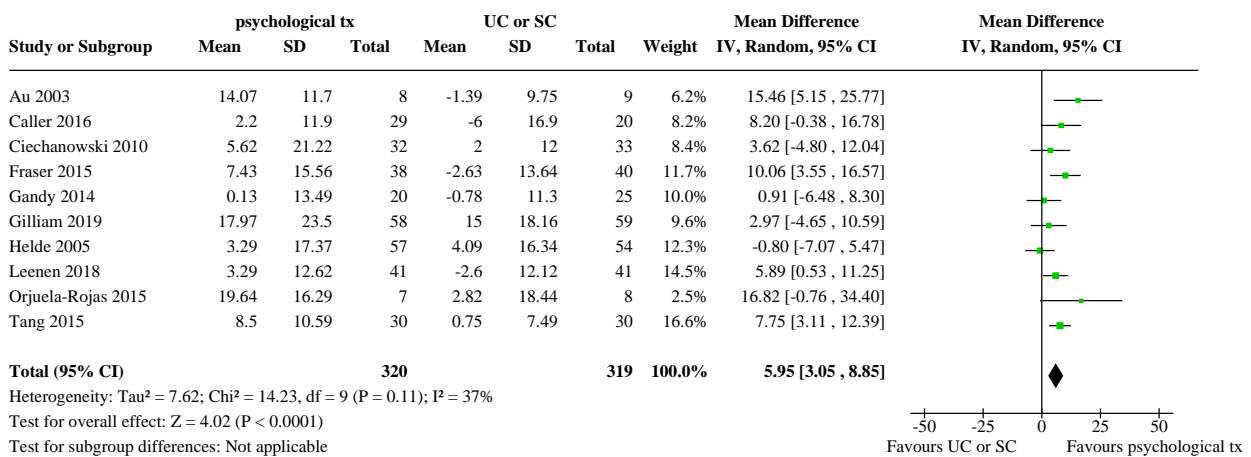 psychological tx UC or SC Mean Difference Mean Difference
Study or Subgroup Mean SD Total Mean SD Total Weight IV, Random, 95% CI IV, Random, 95% CI
Au 2003 14.07 11.7 8 -1.39 9.75 9 6.2% 15.46 [5.15 , 25.77]
Caller 2016 2.2 11.9 29 -6 16.9 20 8.2% 8.20 [-0.38 , 16.78]
Ciechanowski 2010 5.62 21.22 32 2 12 33 8.4% 3.62 [-4.80 , 12.04]
Fraser 2015 7.43 15.56 38 -2.63 13.64 40 11.7% 10.06 [3.55 , 16.57]
Gandy 2014 0.13 13.49 20 -0.78 11.3 25 10.0% 0.91 [-6.48 , 8.30]
Gilliam 2019 17.97 23.5 58 15 18.16 59 9.6% 2.97 [-4.65 , 10.59]
Helde 2005 3.29 17.37 57 4.09 16.34 54 12.3% -0.80 [-7.07 , 5.47]
Leenen 2018 3.29 12.62 41 -2.6 12.12 41 14.5% 5.89 [0.53 , 11.25]
Orjuela-Rojas 2015 19.64 16.29 7 2.82 18.44 8 2.5% 16.82 [-0.76 , 34.40]
Tang 2015 8.5 10.59 30 0.75 7.49 30 16.6% 7.75 [3.11 , 12.39]
Total (95% CI) 320 319 100.0% 5.95 [3.05 , 8.85]
Heterogeneity: Tau² = 7.62; Chi² = 14.23, df = 9 (P = 0.11); I² = 37%
Test for overall effect: Z = 4.02 (P < 0.0001)
Test for subgroup differences: Not applicable
-50 -25 0 25 50
Favours UC or SC Favours psychological tx